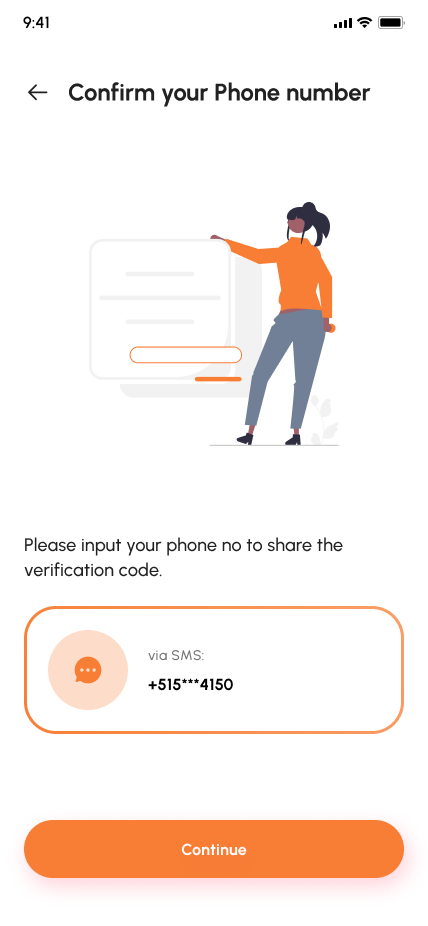 9:41
Confirm your Phone number
Please input your phone no to share the
verification code.
via SMS:
+515***4150
Continue